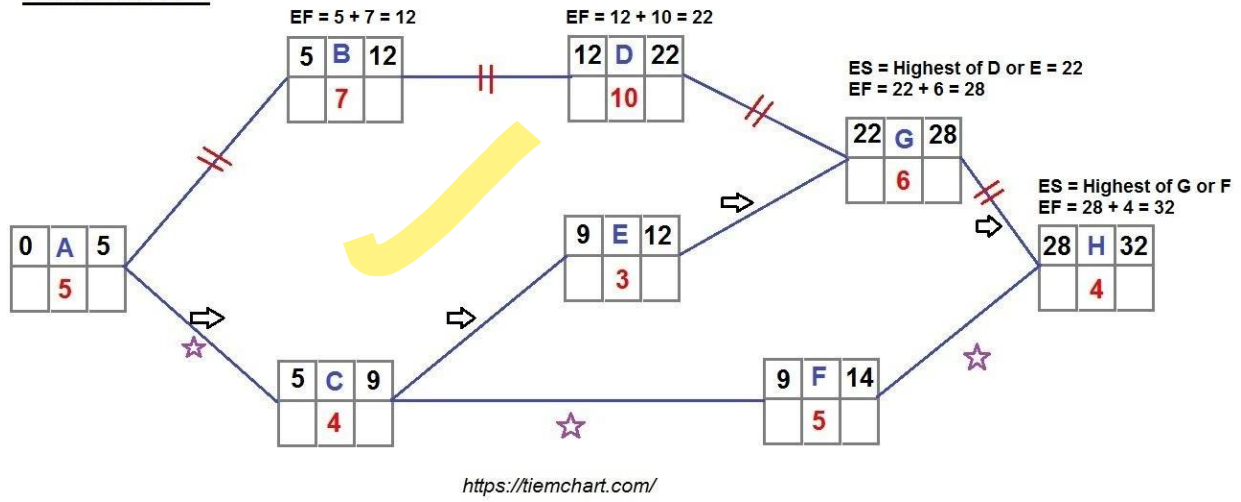 EF = 5 + 7 = 12
EF = 12 + 10 = 22
5 B 12
7
12 D 22
10
ES = Highest of D or E = 22
EF = 22 + 6 = 28
22 G 28
6
ES = Highest of G or F
EF = 28 + 4 = 32
0 A 5
5
9 E 12
3
28 H 32
4
5 C 9
4
9 F 14
5
https://tiemchart.com/